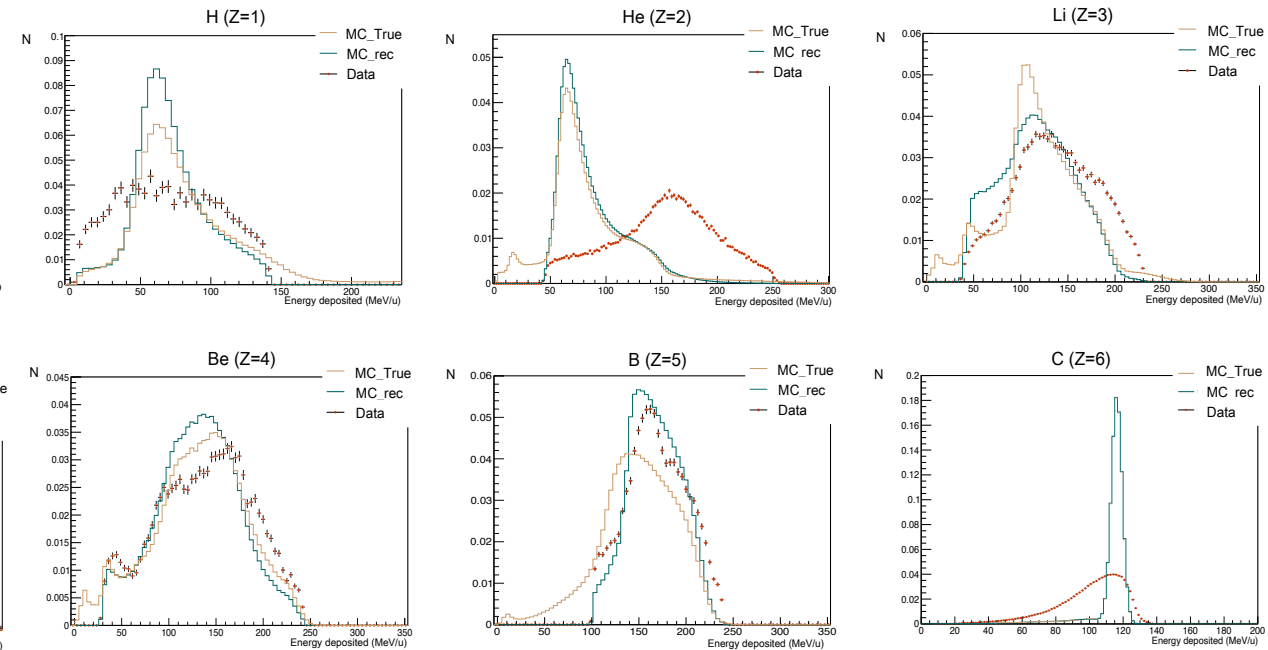 H (Z=1)
N
MC_True
MC_rec
Data
0.1
0.09
0.08
0.07
0.06
0.05
0.04
0.03
0.02
0.01
0
0 50 100 150 200
Energy deposited (MeV/u)
He (Z=2)
N
MC_True
MC_rec
Data
0.05
0.04
0.03
0.02
0.01
0
0 50 100 150 200 250 300
Energy deposited (MeV/u)
Li (Z=3)
N
MC_True
MC_rec
Data
0.06
0.05
0.04
0.03
0.02
0.01
0
0 50 100 150 200 250 300 350
Energy deposited (MeV/u)
Be (Z=4)
N
MC_True
MC_rec
Data
0.045
0.04
0.035
0.03
0.025
0.02
0.015
0.01
0.005
0
0 50 100 150 200 250 300 350
Energy deposited (MeV/u)
B (Z=5)
N
MC_True
MC_rec
Data
0.06
0.05
0.04
0.03
0.02
0.01
0
0 50 100 150 200 250 300 350
Energy deposited (MeV/u)
C (Z=6)
N
MC_True
MC_rec
Data
0.2
0.18
0.16
0.14
0.12
0.1
0.08
0.06
0.04
0.02
0
0 20 40 60 80 100 120 140 160 180 200
Energy deposited (MeV/u)